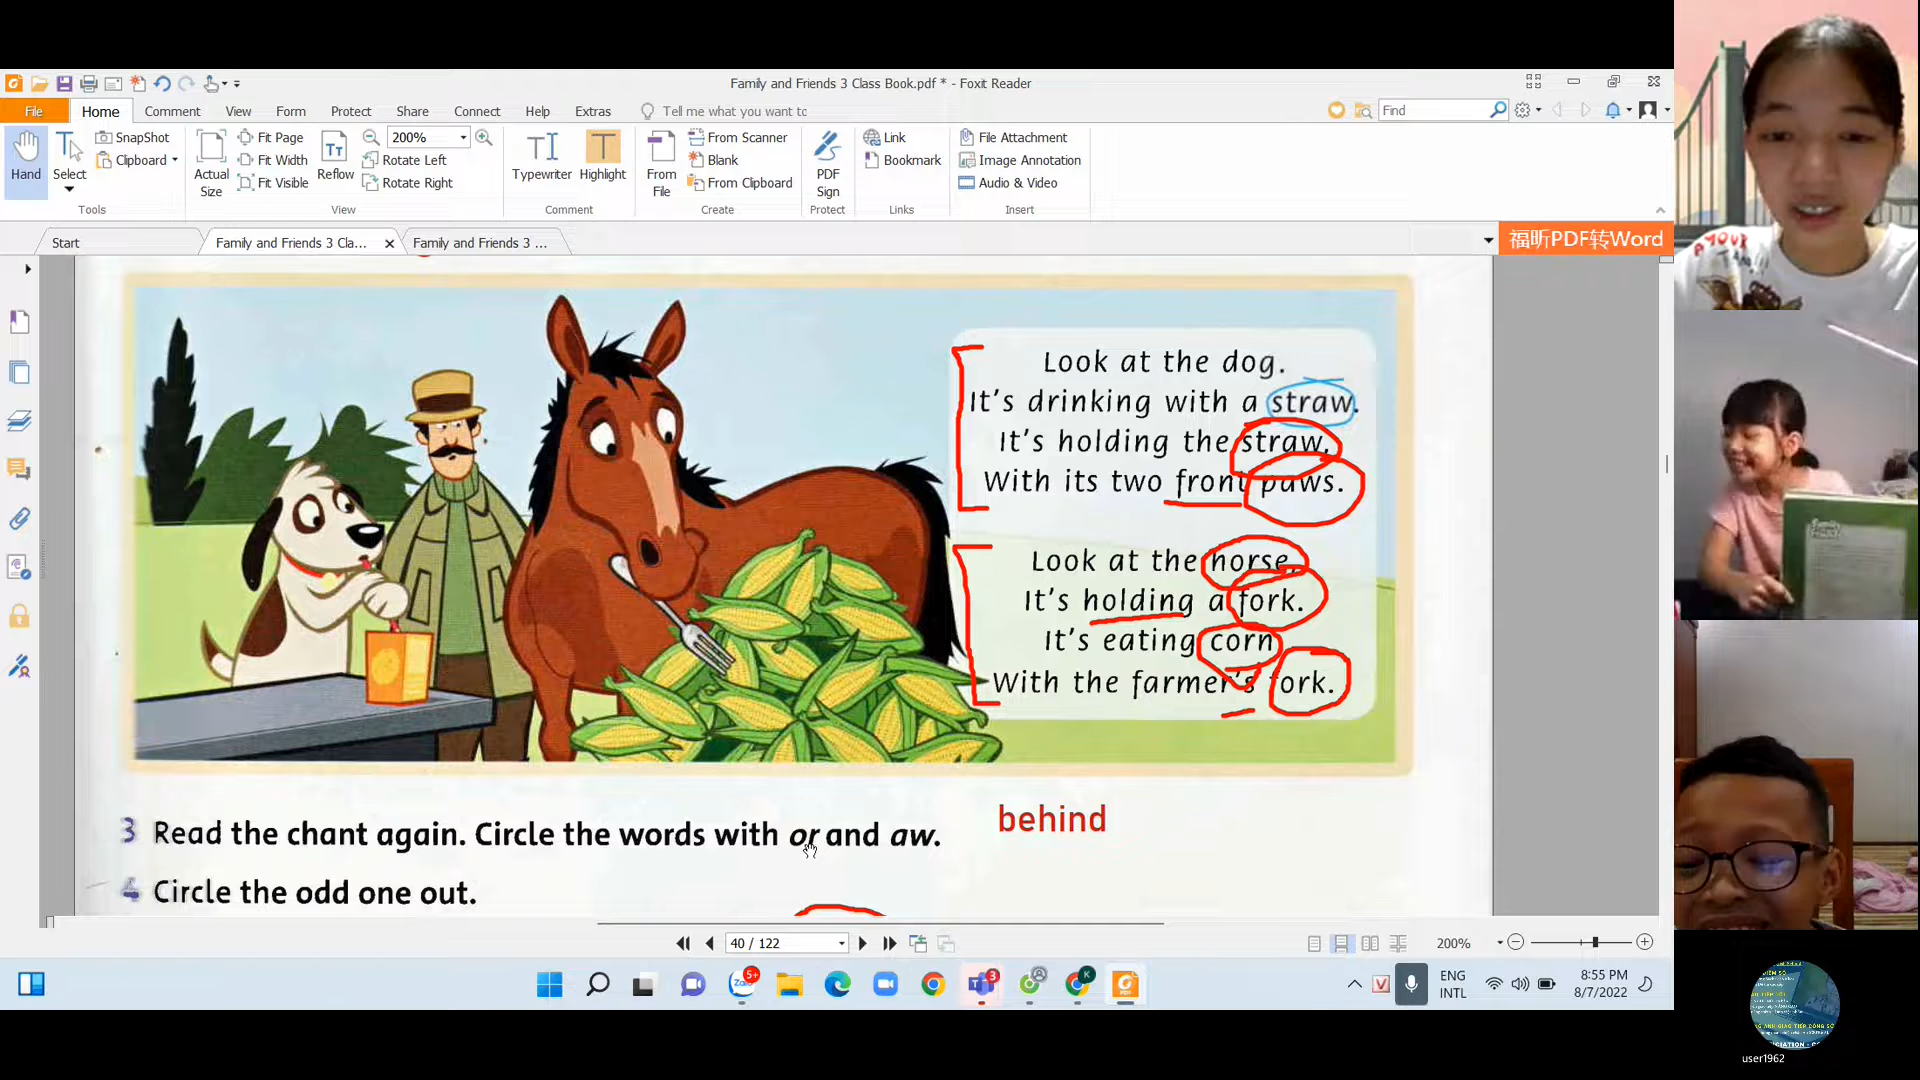 Family and Friends 3 Class Book.pdf * - Foxit Reader
File Home Comment View Form Protect Share Connect Help Extras Tell me what you want to Find
Hand
Select
SnapShot
Clipboard
Tools
Actual Size
Fit Page
Fit Width
Fit Visible
Reflow
200%
Rotate Left
Rotate Right
View
Typewriter
Highlight
Comment
From File
From Scanner
Blank
From Clipboard
Create
PDF Sign
Protect
Link
Bookmark
Links
File Attachment
Image Annotation
Audio & Video
Insert
Start
Family and Friends 3 Cla...
Family and Friends 3 ...
福昕PDF转Word
Look at the dog.
It's drinking with a straw.
It's holding the straw,
With its two front paws.
Look at the horse,
It's holding a fork.
It's eating corn
With the farmer's fork.
behind
3 Read the chant again. Circle the words with or and aw.
4 Circle the odd one out.
40 / 122
200%
Zalo
5+
3
K
ENG
INTL
8:55 PM
8/7/2022
user1962